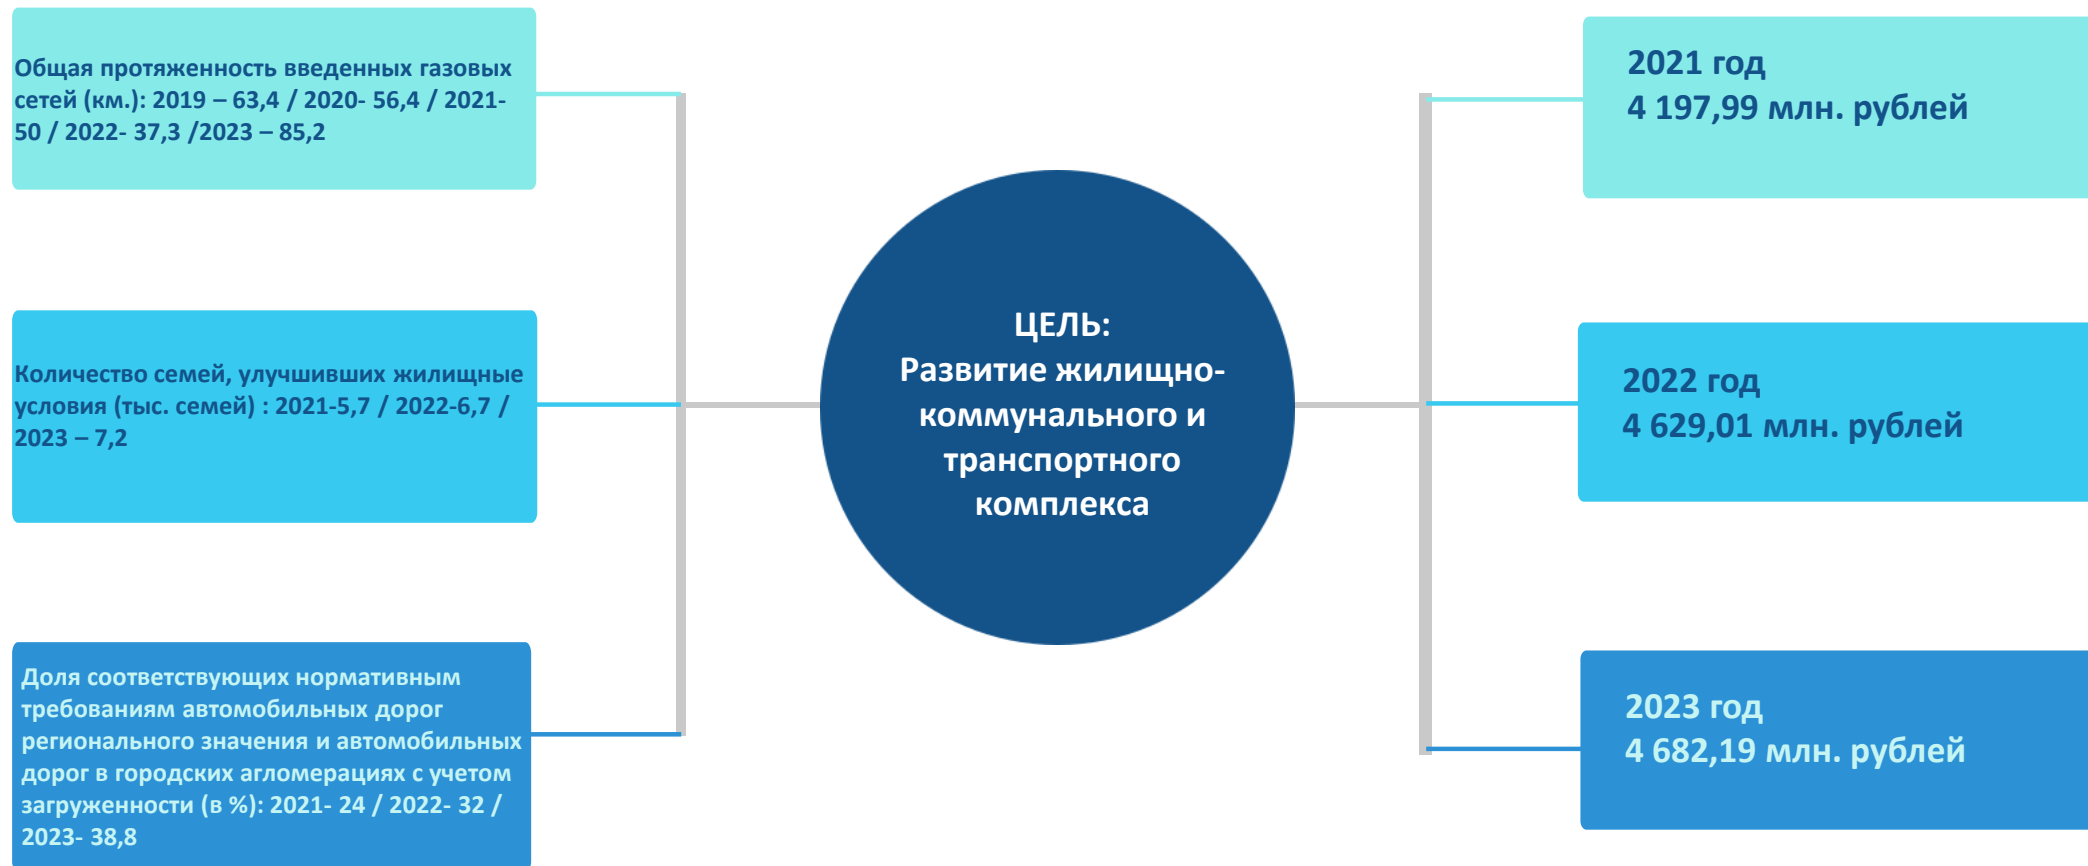 Общая протяженность введенных газовых
сетей (км.): 2019 – 63,4 / 2020- 56,4 / 2021-
50 / 2022- 37,3 /2023 – 85,2
Количество семей, улучшивших жилищные
условия (тыс. семей) : 2021-5,7 / 2022-6,7 /
2023 – 7,2
Доля соответствующих нормативным
требованиям автомобильных дорог
регионального значения и автомобильных
дорог в городских агломерациях с учетом
загруженности (в %): 2021- 24 / 2022- 32 /
2023- 38,8
ЦЕЛЬ:
Развитие жилищно-
коммунального и
транспортного
комплекса
2021 год
4 197,99 млн. рублей
2022 год
4 629,01 млн. рублей
2023 год
4 682,19 млн. рублей